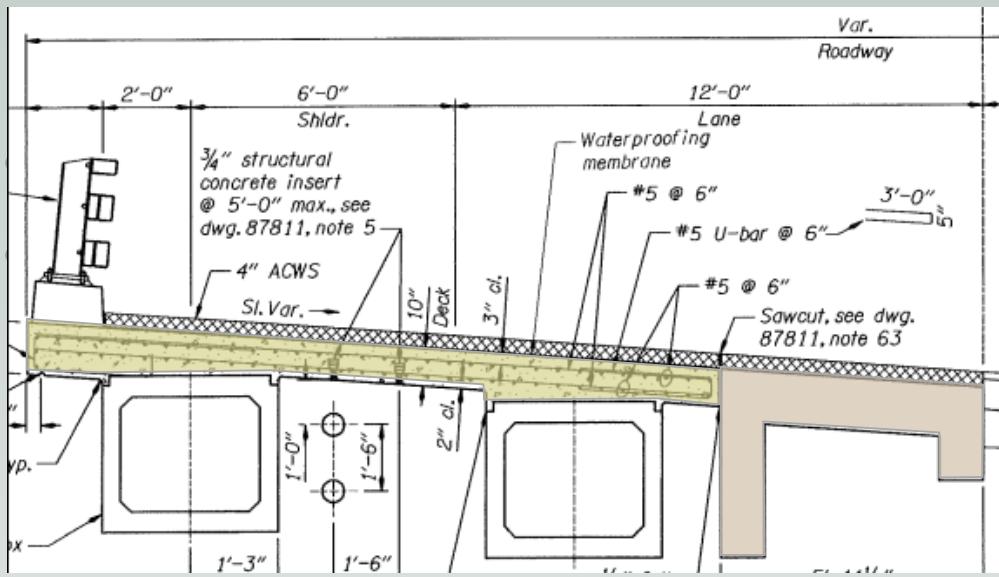 Var.
Roadway
2'-0"
6'-0"
12'-0"
Shldr.
Lane
3/4" structural
concrete insert
@ 5'-0" max., see
dwg. 87811, note 5
Waterproofing
membrane
#5 @ 6"
3'-0"
5"
#5 U-bar @ 6"
4" ACWS
#5 @ 6"
Sl. Var.
10"
Deck
3" cl.
Sawcut, see dwg.
87811, note 63
2" cl.
1'-0"
1'-6"
yp.
ox
1'-3"
1'-6"